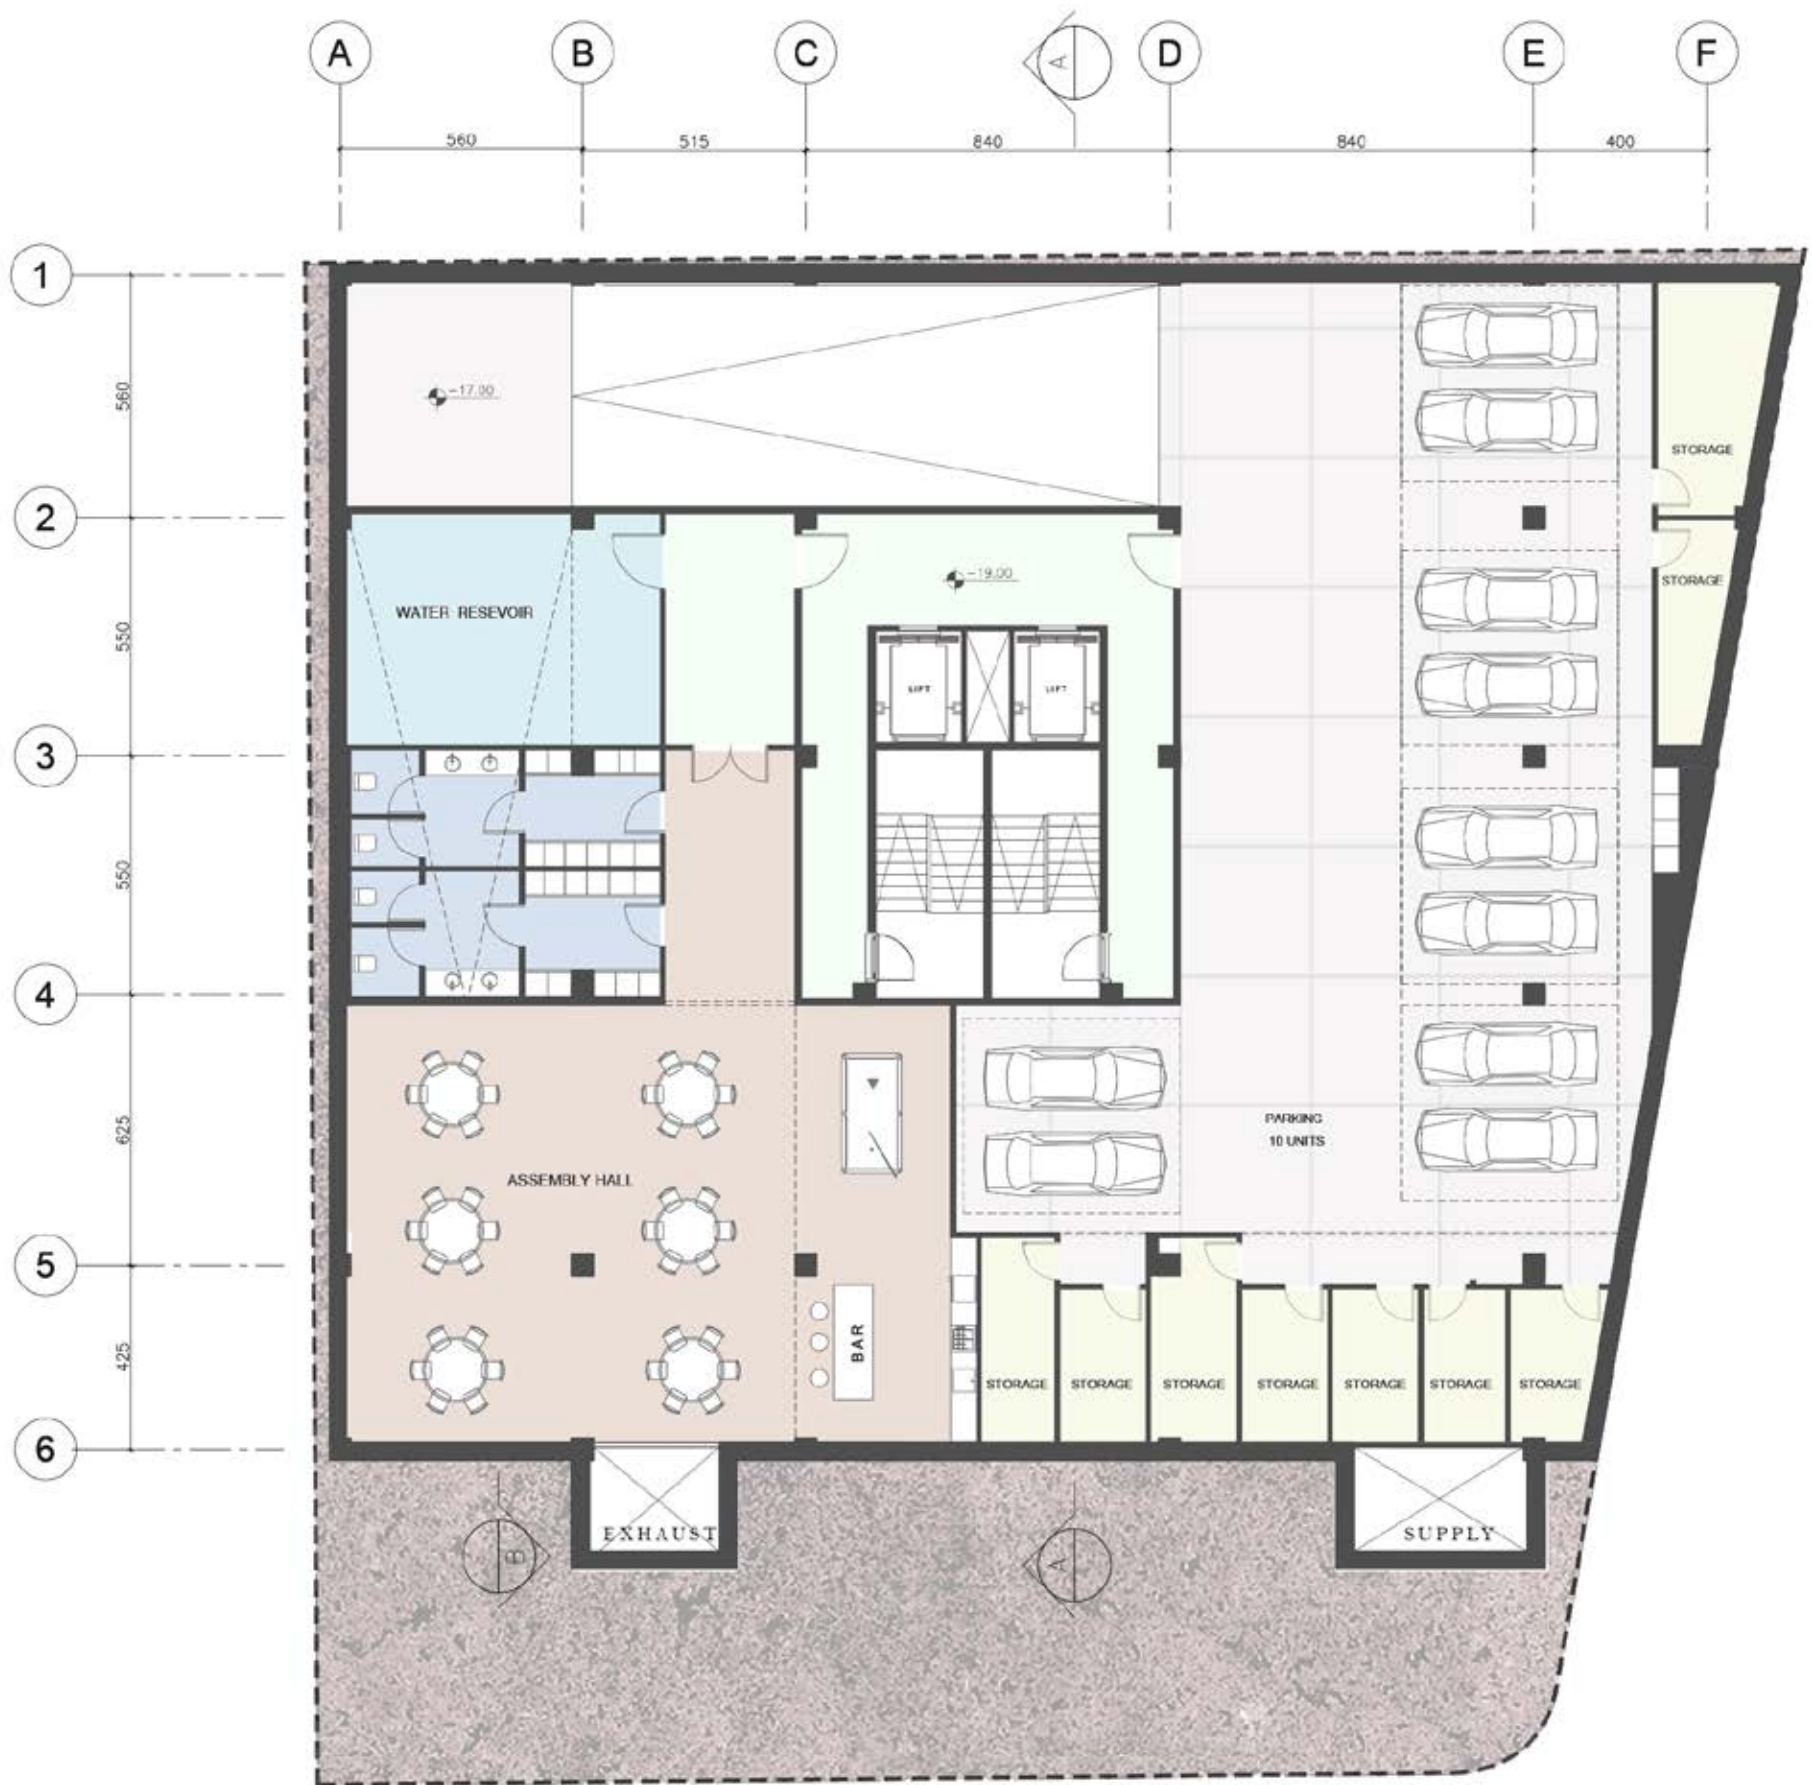 A
B
C
A
D
E
F
560
515
840
840
400
1
560
-17.00
STORAGE
2
-19.00
STORAGE
WATER RESEVOIR
550
LIFT
LIFT
3
550
4
PARKING
10 UNITS
625
ASSEMBLY HALL
5
BAR
425
STORAGE
STORAGE
STORAGE
STORAGE
STORAGE
STORAGE
STORAGE
6
EXHAUST
SUPPLY
B
A